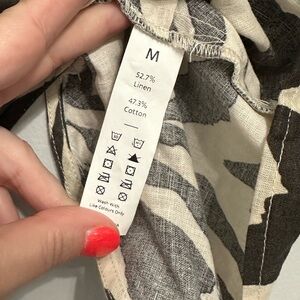 M
52.7%
Linen
47.3%
Cotton
Wash With
Like Colours Only